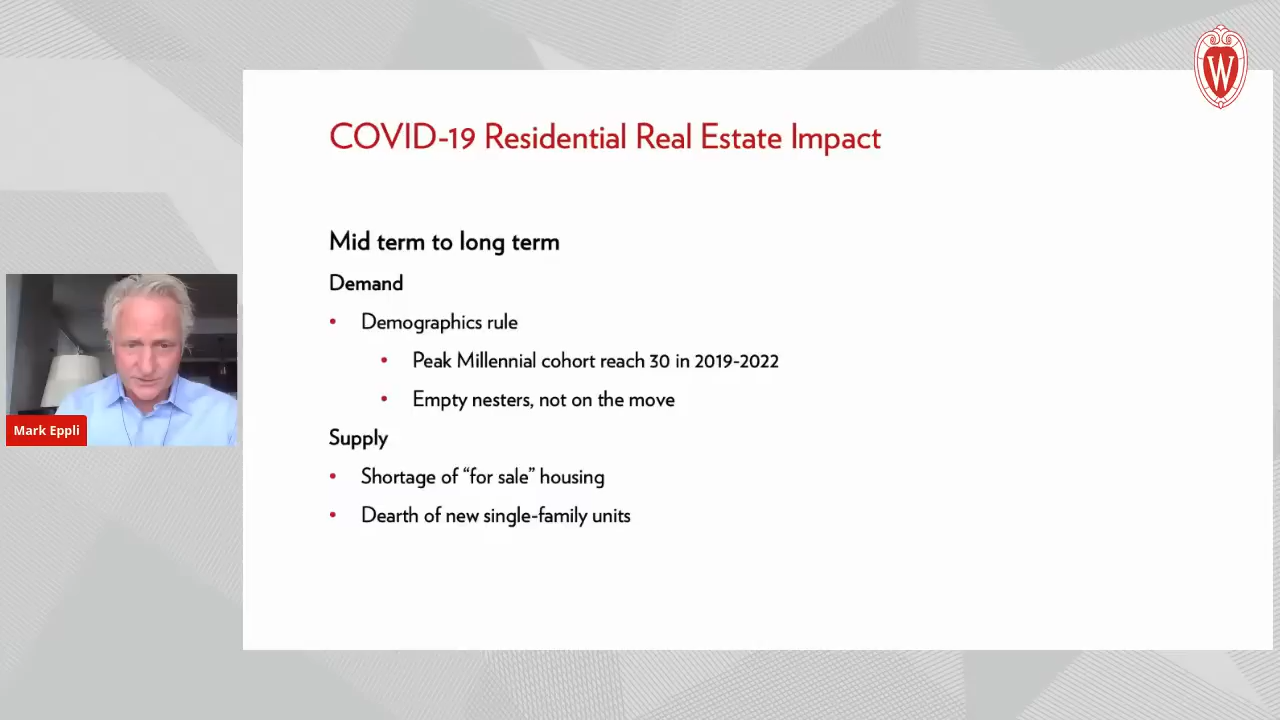 W
COVID-19 Residential Real Estate Impact
Mid term to long term
Demand
• Demographics rule
• Peak Millennial cohort reach 30 in 2019-2022
• Empty nesters, not on the move
Supply
• Shortage of “for sale” housing
• Dearth of new single-family units
Mark Eppli